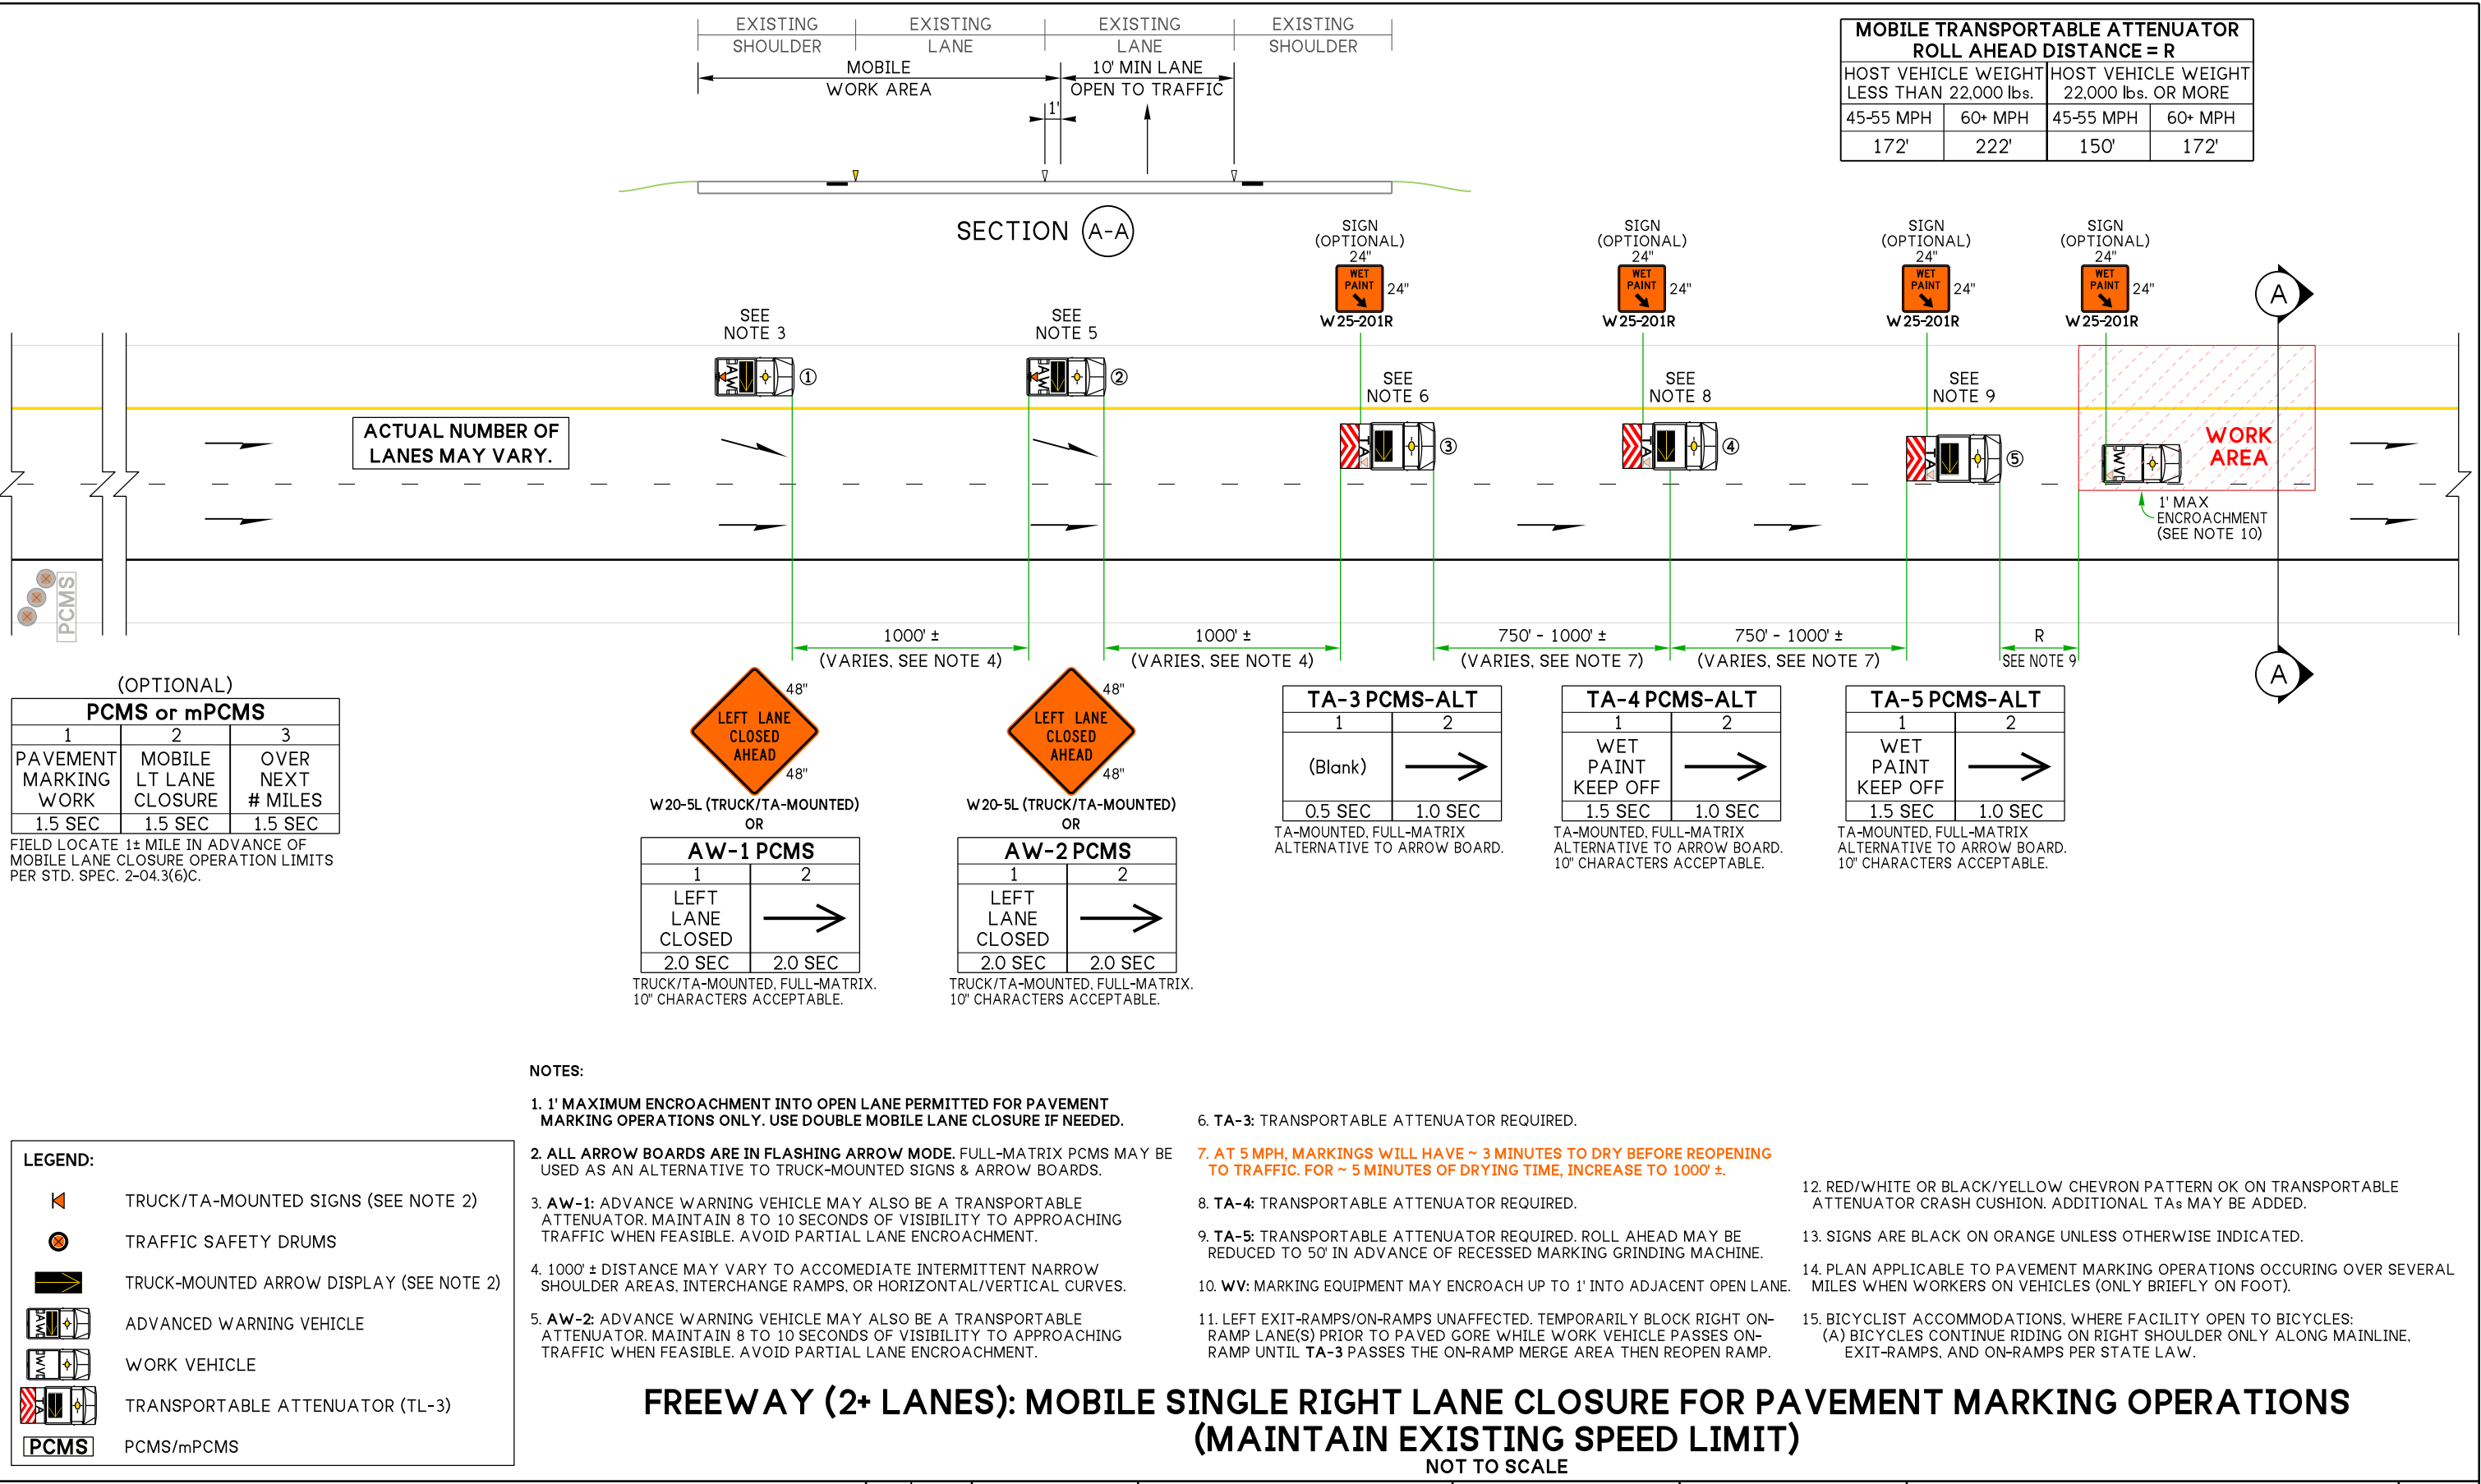 EXISTING EXISTING EXISTING EXISTING
SHOULDER LANE LANE SHOULDER
MOBILE
WORK AREA
10' MIN LANE
OPEN TO TRAFFIC
1'
SECTION A-A
MOBILE TRANSPORTABLE ATTENUATOR
ROLL AHEAD DISTANCE = R
HOST VEHICLE WEIGHT HOST VEHICLE WEIGHT
LESS THAN 22,000 lbs. 22,000 lbs. OR MORE
45-55 MPH 60+ MPH 45-55 MPH 60+ MPH
172' 222' 150' 172'
SIGN
(OPTIONAL)
24"
WET
PAINT
24"
W25-201R
SIGN
(OPTIONAL)
24"
WET
PAINT
24"
W25-201R
SIGN
(OPTIONAL)
24"
WET
PAINT
24"
W25-201R
SIGN
(OPTIONAL)
24"
WET
PAINT
24"
W25-201R
A
SEE
NOTE 3
AW
1
SEE
NOTE 5
AW
2
SEE
NOTE 6
TA
3
SEE
NOTE 8
TA
4
SEE
NOTE 9
TA
5
WV
WORK
AREA
ACTUAL NUMBER OF
LANES MAY VARY.
1' MAX
ENCROACHMENT
(SEE NOTE 10)
PCMS
1000' ±
(VARIES, SEE NOTE 4)
1000' ±
(VARIES, SEE NOTE 4)
750' - 1000' ±
(VARIES, SEE NOTE 7)
750' - 1000' ±
(VARIES, SEE NOTE 7)
R
SEE NOTE 9
A
(OPTIONAL)
PCMS or mPCMS
1 2 3
PAVEMENT MOBILE OVER
MARKING LT LANE NEXT
WORK CLOSURE # MILES
1.5 SEC 1.5 SEC 1.5 SEC
FIELD LOCATE 1± MILE IN ADVANCE OF
MOBILE LANE CLOSURE OPERATION LIMITS
PER STD. SPEC. 2-04.3(6)C.
48"
LEFT LANE
CLOSED
AHEAD
48"
W20-5L (TRUCK/TA-MOUNTED)
OR
AW-1 PCMS
1 2
LEFT
LANE
CLOSED
2.0 SEC 2.0 SEC
TRUCK/TA-MOUNTED, FULL-MATRIX.
10" CHARACTERS ACCEPTABLE.
48"
LEFT LANE
CLOSED
AHEAD
48"
W20-5L (TRUCK/TA-MOUNTED)
OR
AW-2 PCMS
1 2
LEFT
LANE
CLOSED
2.0 SEC 2.0 SEC
TRUCK/TA-MOUNTED, FULL-MATRIX.
10" CHARACTERS ACCEPTABLE.
TA-3 PCMS-ALT
1 2
(Blank)
0.5 SEC 1.0 SEC
TA-MOUNTED, FULL-MATRIX
ALTERNATIVE TO ARROW BOARD.
TA-4 PCMS-ALT
1 2
WET
PAINT
KEEP OFF
1.5 SEC 1.0 SEC
TA-MOUNTED, FULL-MATRIX
ALTERNATIVE TO ARROW BOARD.
10" CHARACTERS ACCEPTABLE.
TA-5 PCMS-ALT
1 2
WET
PAINT
KEEP OFF
1.5 SEC 1.0 SEC
TA-MOUNTED, FULL-MATRIX
ALTERNATIVE TO ARROW BOARD.
10" CHARACTERS ACCEPTABLE.
LEGEND:
TRUCK/TA-MOUNTED SIGNS (SEE NOTE 2)
TRAFFIC SAFETY DRUMS
TRUCK-MOUNTED ARROW DISPLAY (SEE NOTE 2)
AW ADVANCED WARNING VEHICLE
WV WORK VEHICLE
TA TRANSPORTABLE ATTENUATOR (TL-3)
PCMS PCMS/mPCMS
NOTES:
1. 1' MAXIMUM ENCROACHMENT INTO OPEN LANE PERMITTED FOR PAVEMENT
MARKING OPERATIONS ONLY. USE DOUBLE MOBILE LANE CLOSURE IF NEEDED.
2. ALL ARROW BOARDS ARE IN FLASHING ARROW MODE. FULL-MATRIX PCMS MAY BE
USED AS AN ALTERNATIVE TO TRUCK-MOUNTED SIGNS & ARROW BOARDS.
3. AW-1: ADVANCE WARNING VEHICLE MAY ALSO BE A TRANSPORTABLE
ATTENUATOR. MAINTAIN 8 TO 10 SECONDS OF VISIBILITY TO APPROACHING
TRAFFIC WHEN FEASIBLE. AVOID PARTIAL LANE ENCROACHMENT.
4. 1000' ± DISTANCE MAY VARY TO ACCOMEDIATE INTERMITTENT NARROW
SHOULDER AREAS, INTERCHANGE RAMPS, OR HORIZONTAL/VERTICAL CURVES.
5. AW-2: ADVANCE WARNING VEHICLE MAY ALSO BE A TRANSPORTABLE
ATTENUATOR. MAINTAIN 8 TO 10 SECONDS OF VISIBILITY TO APPROACHING
TRAFFIC WHEN FEASIBLE. AVOID PARTIAL LANE ENCROACHMENT.
6. TA-3: TRANSPORTABLE ATTENUATOR REQUIRED.
7. AT 5 MPH, MARKINGS WILL HAVE ~ 3 MINUTES TO DRY BEFORE REOPENING
TO TRAFFIC. FOR ~ 5 MINUTES OF DRYING TIME, INCREASE TO 1000' ±.
8. TA-4: TRANSPORTABLE ATTENUATOR REQUIRED.
9. TA-5: TRANSPORTABLE ATTENUATOR REQUIRED. ROLL AHEAD MAY BE
REDUCED TO 50' IN ADVANCE OF RECESSED MARKING GRINDING MACHINE.
10. WV: MARKING EQUIPMENT MAY ENCROACH UP TO 1' INTO ADJACENT OPEN LANE.
11. LEFT EXIT-RAMPS/ON-RAMPS UNAFFECTED. TEMPORARILY BLOCK RIGHT ON-
RAMP LANE(S) PRIOR TO PAVED GORE WHILE WORK VEHICLE PASSES ON-
RAMP UNTIL TA-3 PASSES THE ON-RAMP MERGE AREA THEN REOPEN RAMP.
12. RED/WHITE OR BLACK/YELLOW CHEVRON PATTERN OK ON TRANSPORTABLE
ATTENUATOR CRASH CUSHION. ADDITIONAL TAs MAY BE ADDED.
13. SIGNS ARE BLACK ON ORANGE UNLESS OTHERWISE INDICATED.
14. PLAN APPLICABLE TO PAVEMENT MARKING OPERATIONS OCCURING OVER SEVERAL
MILES WHEN WORKERS ON VEHICLES (ONLY BRIEFLY ON FOOT).
15. BICYCLIST ACCOMMODATIONS, WHERE FACILITY OPEN TO BICYCLES:
(A) BICYCLES CONTINUE RIDING ON RIGHT SHOULDER ONLY ALONG MAINLINE,
EXIT-RAMPS, AND ON-RAMPS PER STATE LAW.
FREEWAY (2+ LANES): MOBILE SINGLE RIGHT LANE CLOSURE FOR PAVEMENT MARKING OPERATIONS
(MAINTAIN EXISTING SPEED LIMIT)
NOT TO SCALE